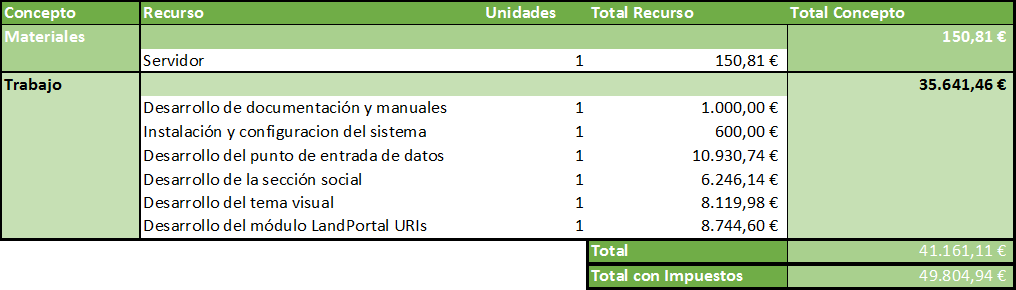 Concepto Recurso Unidades Total Recurso Total Concepto
Materiales 150,81 €
Servidor 1 150,81 €
Trabajo 35.641,46 €
Desarrollo de documentación y manuales 1 1.000,00 €
Instalación y configuracion del sistema 1 600,00 €
Desarrollo del punto de entrada de datos 1 10.930,74 €
Desarrollo de la sección social 1 6.246,14 €
Desarrollo del tema visual 1 8.119,98 €
Desarrollo del módulo LandPortal URIs 1 8.744,60 €
Total 41.161,11 €
Total con Impuestos 49.804,94 €